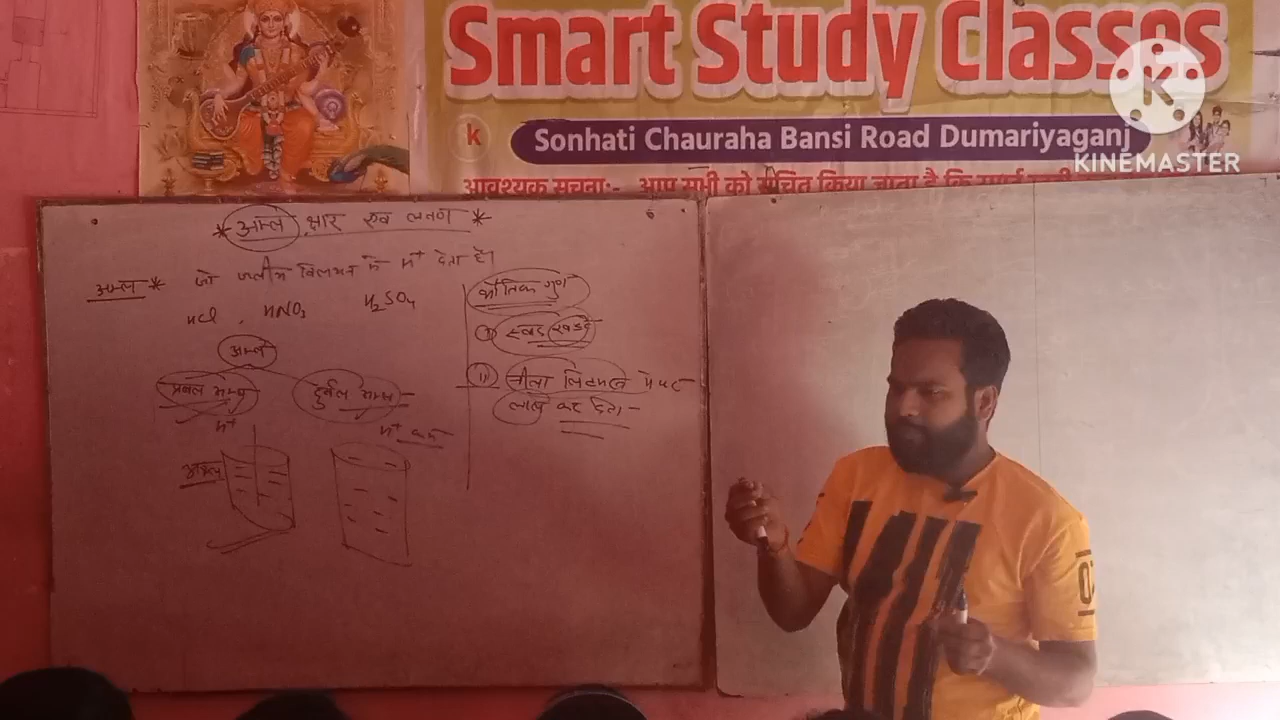 Smart Study Classes
k
Sonhati Chauraha Bansi Road Dumariyaganj
K
KINEMASTER
आवश्यक सूचना:- आप सभी को सूचित किया जाता है कि
* अम्ल क्षार एवं लवण *
अम्ल * जो जलीय विलयन में H⁺ देता है।
HCl , HNO₃ H₂SO₄
अम्ल
प्रबल अम्ल दुर्बल अम्ल
H⁺ H⁺ कम
भौतिक गुण
(i) स्वाद खट्टे
(ii) नीला लिटमस पेपर
लाल कर देता